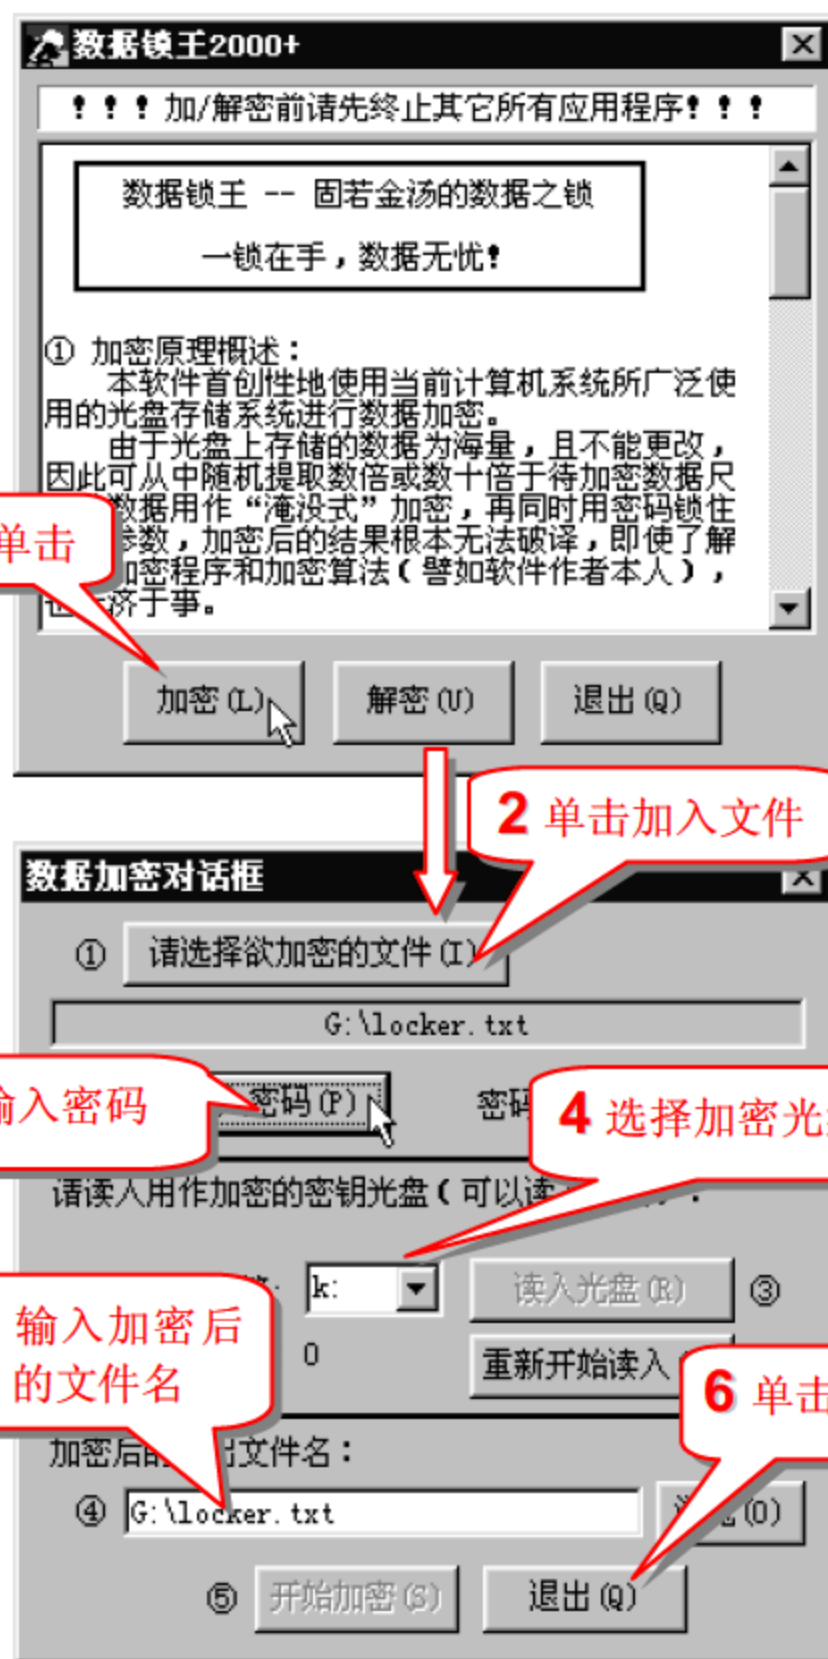 数据锁王2000+
！！！加/解密前请先终止其它所有应用程序！！！
数据锁王 -- 固若金汤的数据之锁
一锁在手，数据无忧！
① 加密原理概述：
本软件首创性地使用当前计算机系统所广泛使
用的光盘存储系统进行数据加密。
由于光盘上存储的数据为海量，且不能更改，
因此可从中随机提取数倍或数十倍于待加密数据尺
数据用作“淹没式”加密，再同时用密码锁住
参数，加密后的结果根本无法破译，即使了解
加密程序和加密算法（譬如软件作者本人），
济于事。
单击
加密(L)
解密(U)
退出(Q)
2 单击加入文件
数据加密对话框
① 请选择欲加密的文件(I)
G:\locker.txt
输入密码
密码(P)
密码
4 选择加密光
请读入用作加密的密钥光盘（可以读
k:
读入光盘(R) ③
输入加密后
的文件名
0
重新开始读入
6 单击
加密后的 出文件名：
④ G:\locker.txt
(O)
⑤ 开始加密(S)
退出(Q)